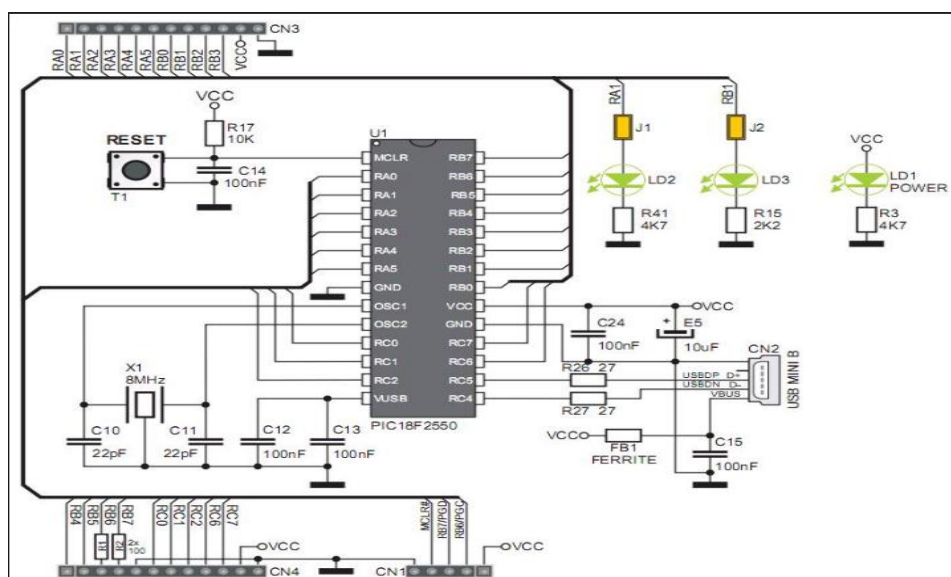 CN3
RA0
RA1
RA2
RA3
RA4
RA5
RB0
RB1
RB2
RB3
VCC
VCC
R17
10K
RESET
C14
100nF
T1
U1
MCLR
RA0
RA1
RA2
RA3
RA4
RA5
GND
OSC1
OSC2
RC0
RC1
RC2
VUSB
RB7
RB6
RB5
RB4
RB3
RB2
RB1
RB0
VCC
GND
RC7
RC6
RC5
RC4
PIC18F2550
RA1
J1
LD2
R41
4K7
RB1
J2
LD3
R15
2K2
VCC
LD1
POWER
R3
4K7
VCC
C24
100nF
E5
+
10uF
CN2
USB MINI B
R26 27
USBDP D+
USBDN D-
VBUS
R27 27
VCC
FB1
FERRITE
C15
100nF
X1
8MHz
C10
22pF
C11
22pF
C12
100nF
C13
100nF
RB4
RB5
RB6
RB7
RC0
RC1
RC2
RC6
RC7
R1
R2
2x
100
VCC
CN4
MCLR#
RB7/PGD
RB6/PGC
VCC
CN1